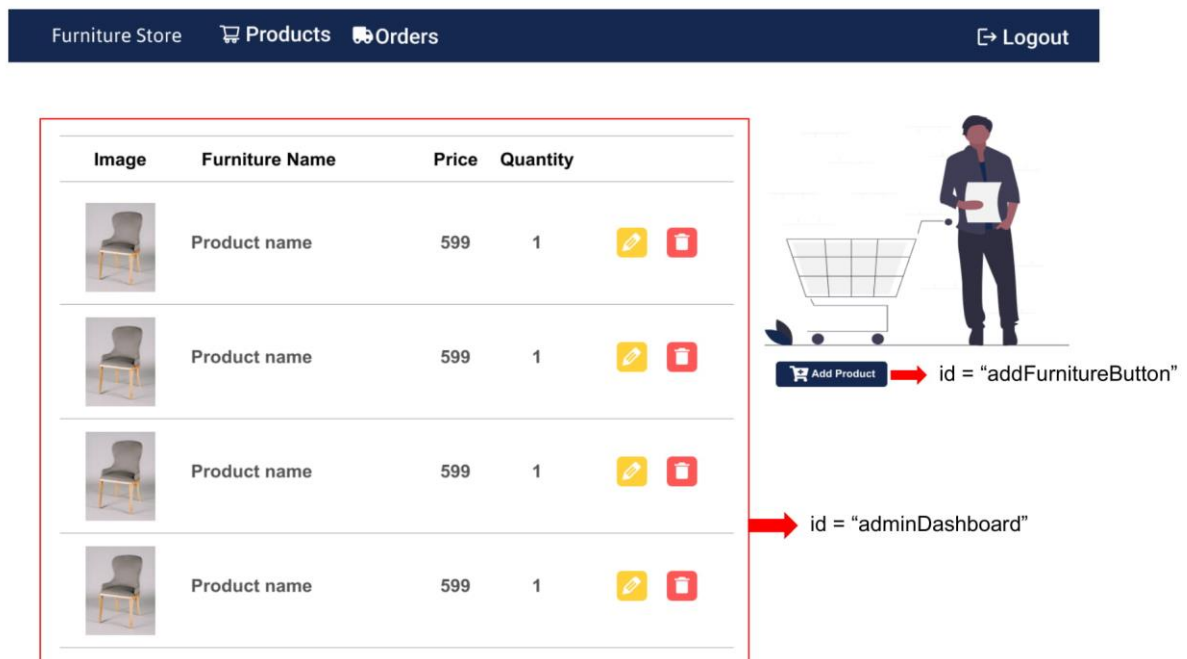 Furniture Store Products Orders Logout
Image Furniture Name Price Quantity
Product name 599 1
Product name 599 1
Add Product id = “addFurnitureButton”
Product name 599 1
id = “adminDashboard”
Product name 599 1